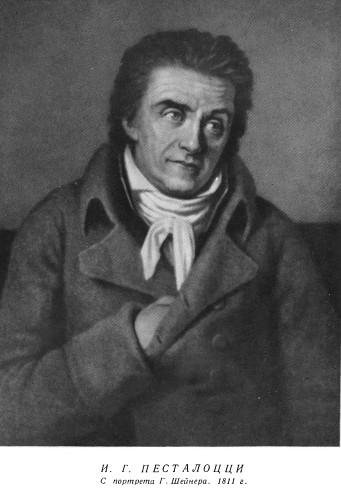 И. Г. ПЕСТАЛОЦЦИ
С портрета Г. Шейнера. 1811 г.